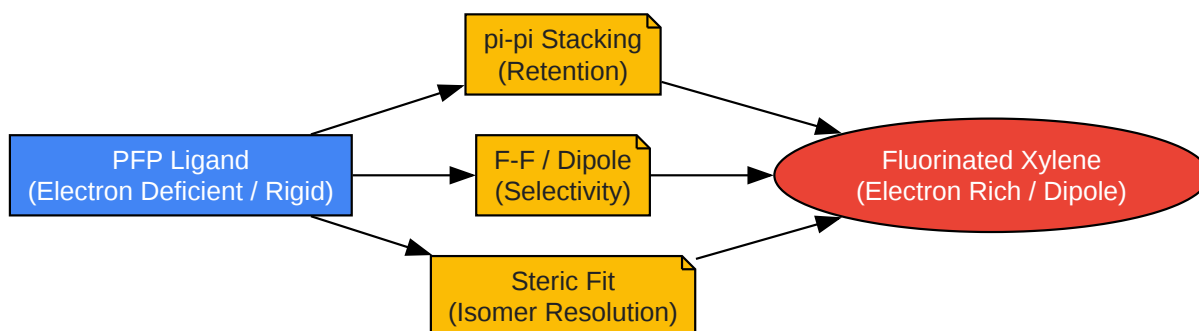 pi-pi Stacking
(Retention)
PFP Ligand
(Electron Deficient / Rigid)
F-F / Dipole
(Selectivity)
Fluorinated Xylene
(Electron Rich / Dipole)
Steric Fit
(Isomer Resolution)